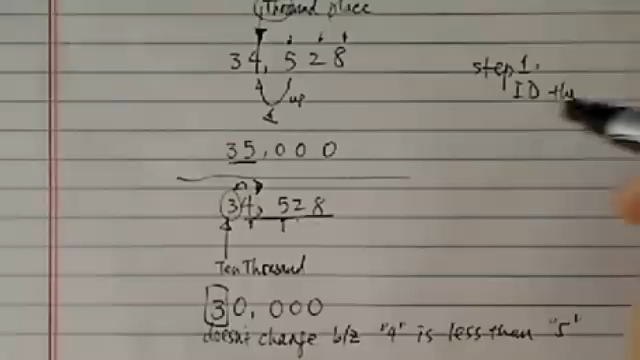 Thousand place
34,528
up
35,000
34,528
Ten Thousand
30,000
doesn't change b/z "4" is less than "5"
step 1.
ID the